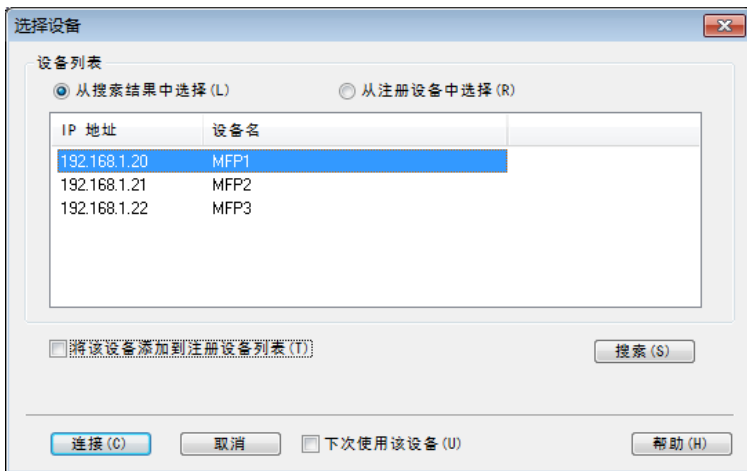 选择设备
设备列表
从搜索结果中选择(L) 从注册设备中选择(R)
IP 地址 设备名
192.168.1.20 MFP1
192.168.1.21 MFP2
192.168.1.22 MFP3
将该设备添加到注册设备列表(T) 搜索(S)
连接(C) 取消 下次使用该设备(U) 帮助(H)